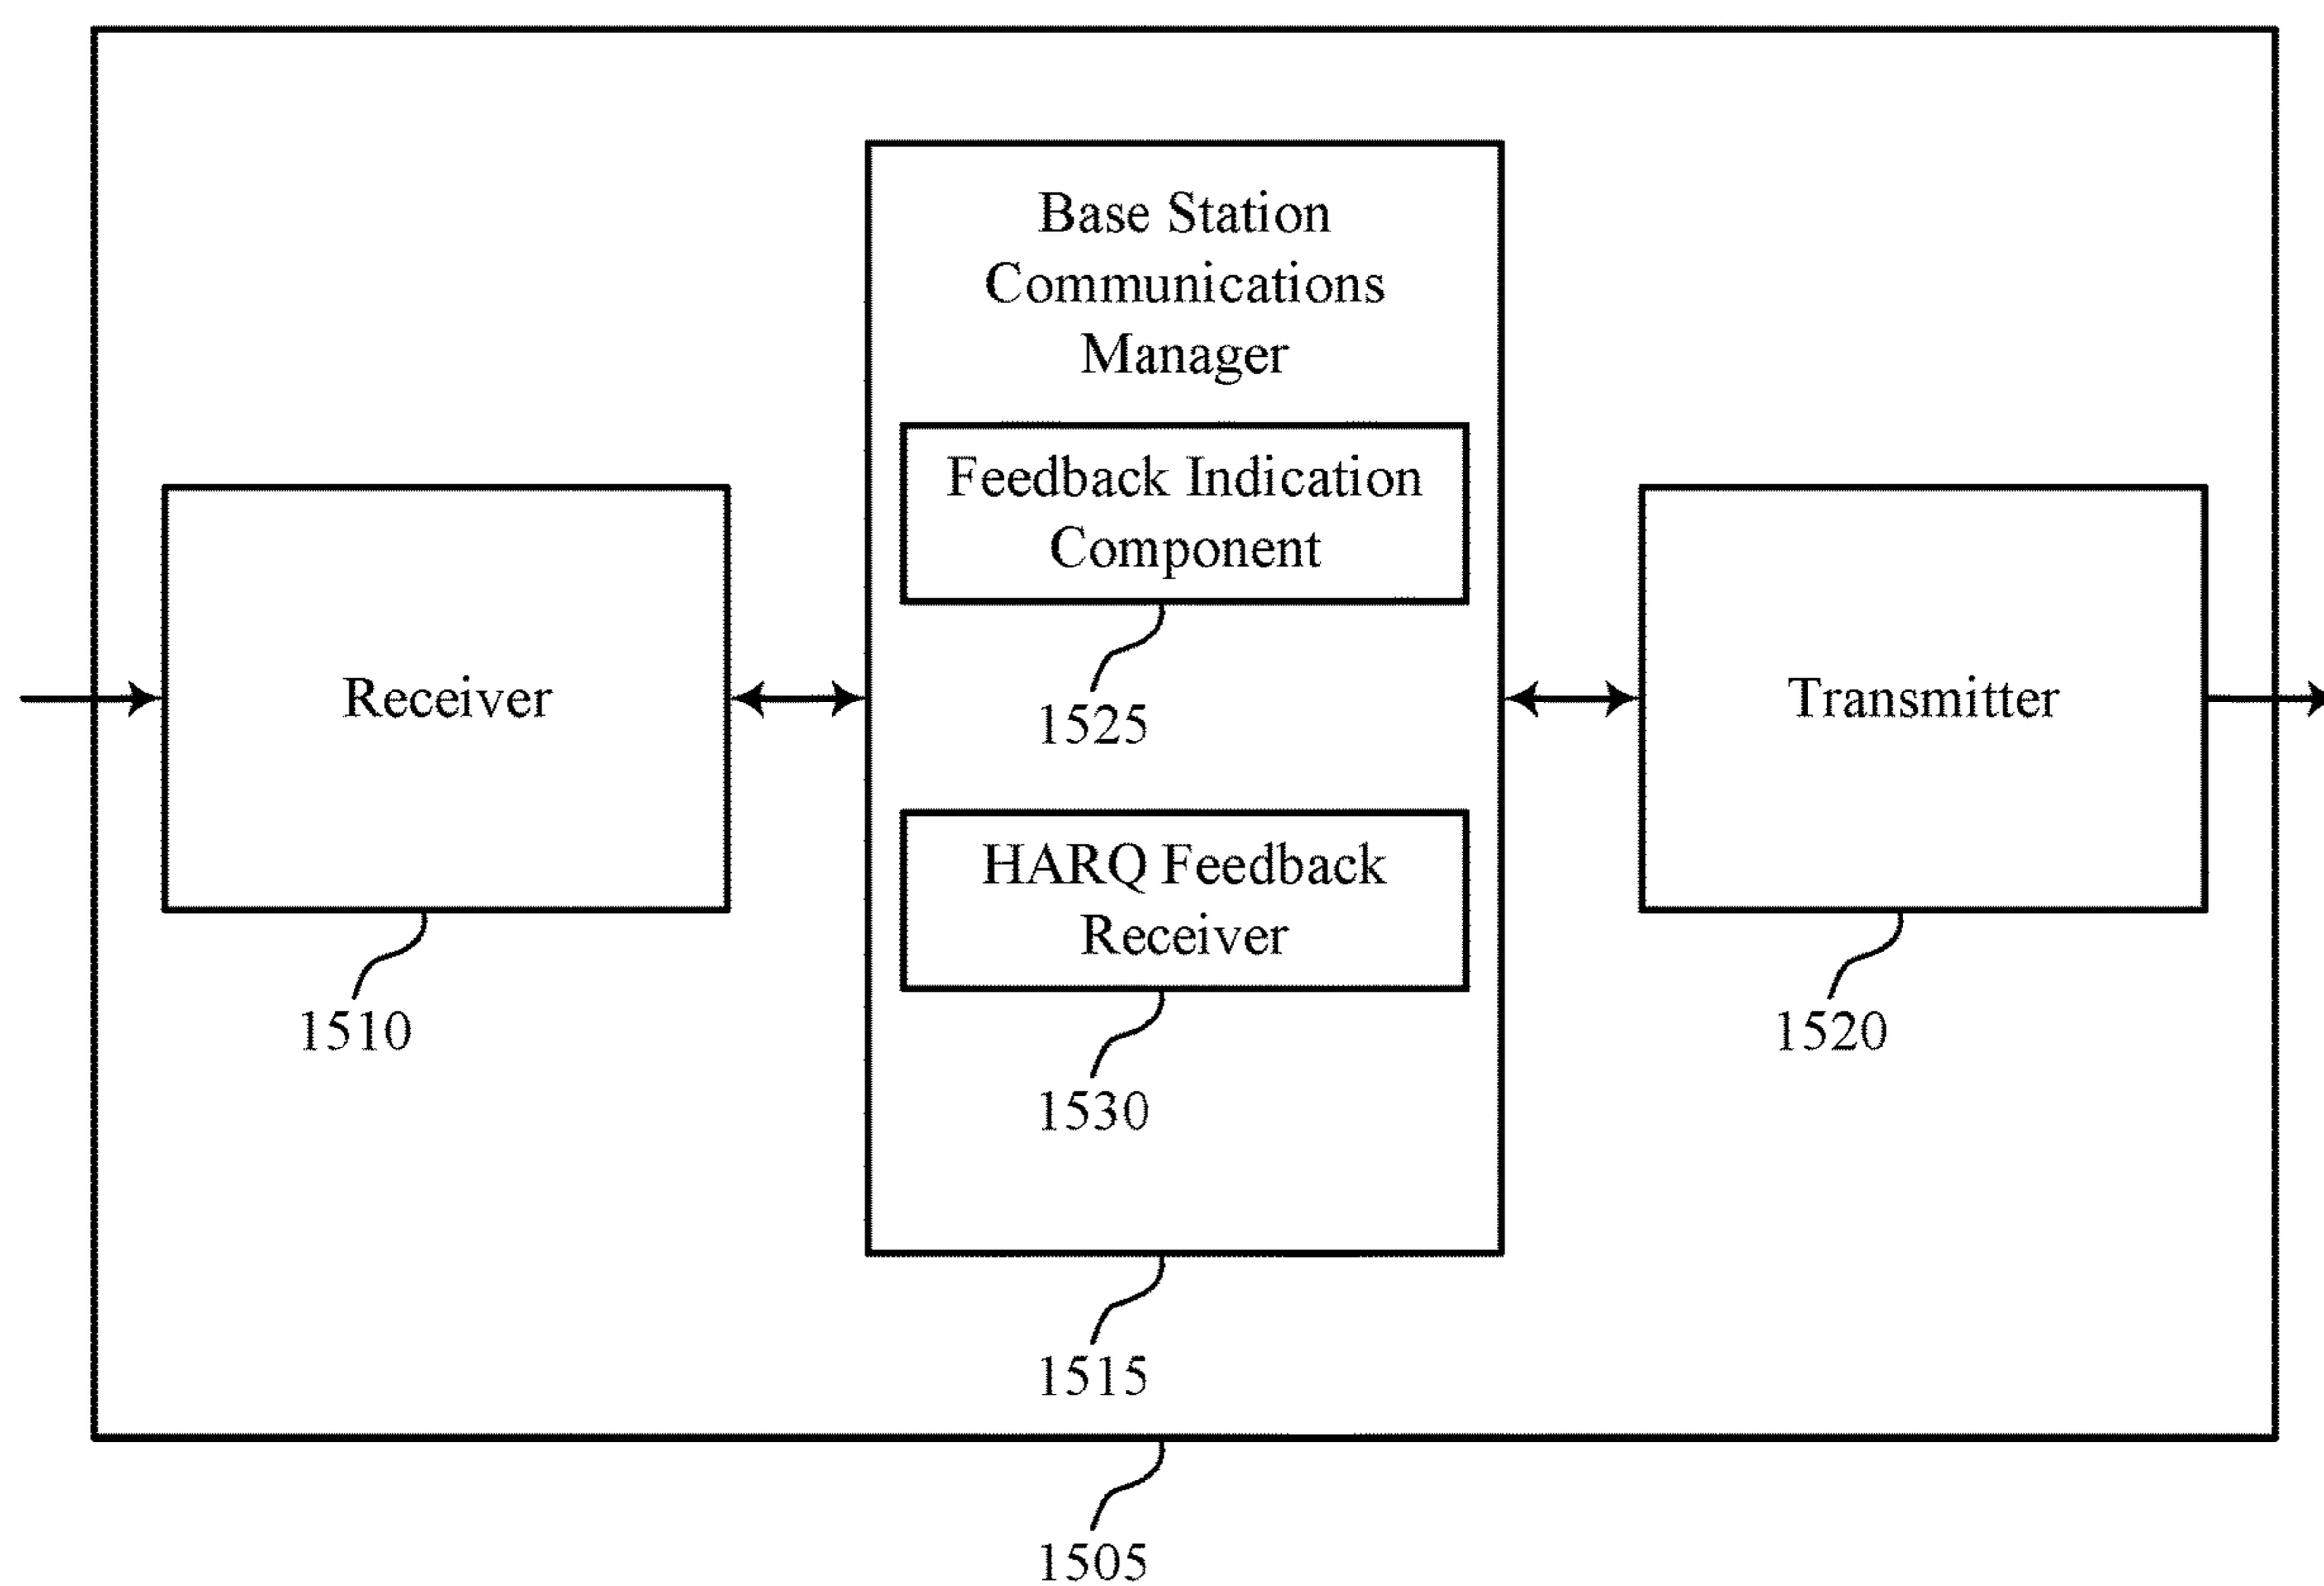 Base Station
Communications
Manager
Feedback Indication
Component
1525
Receiver
Transmitter
HARQ Feedback
Receiver
1510
1520
1530
1515
1505